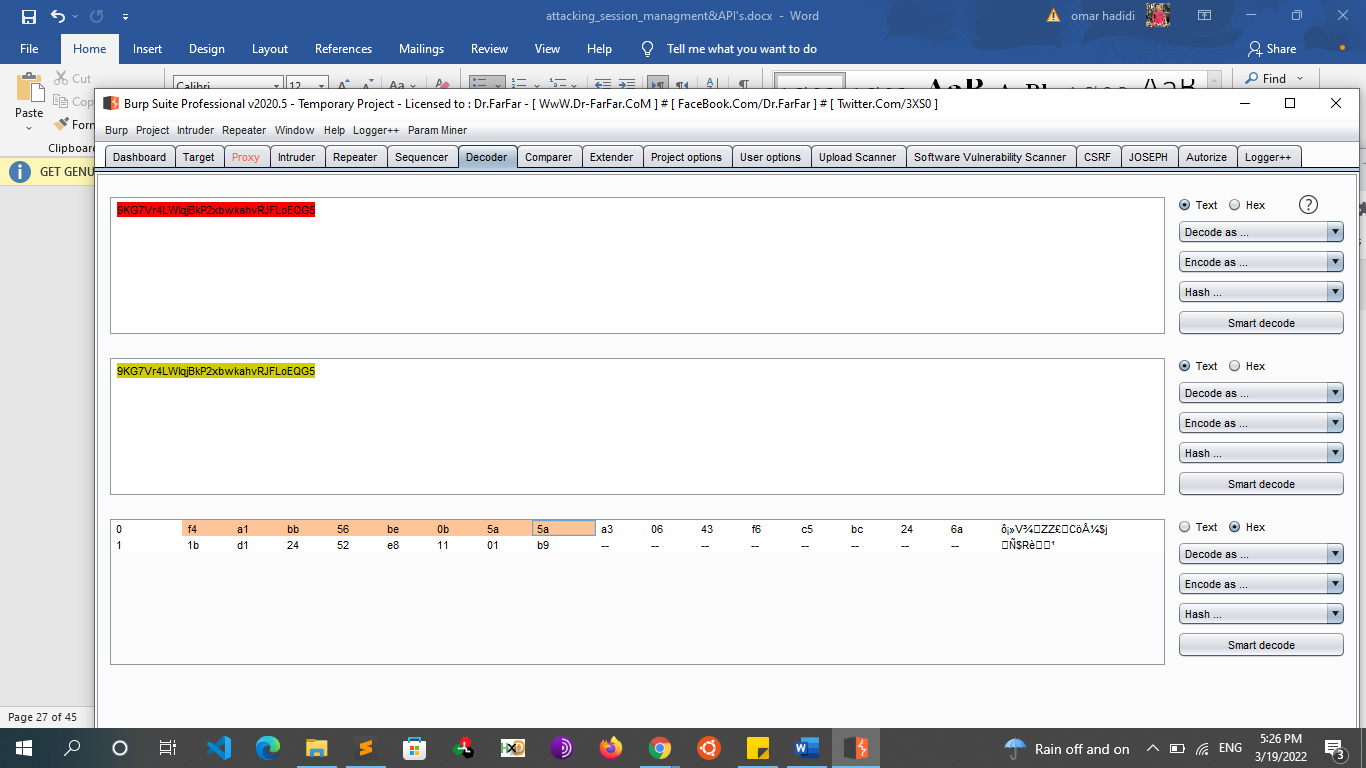 attacking_session_managment&API's.docx - Word
omar hadidi
File Home Insert Design Layout References Mailings Review View Help Tell me what you want to do Share
Cut
Calibri 12 Find
Paste
Clipboard
Burp Suite Professional v2020.5 - Temporary Project - Licensed to : Dr.FarFar - [ WwW.Dr-FarFar.CoM ] # [ FaceBook.Com/Dr.FarFar ] # [ Twitter.Com/3XS0 ]
Burp Project Intruder Repeater Window Help Logger++ Param Miner
Dashboard Target Proxy Intruder Repeater Sequencer Decoder Comparer Extender Project options User options Upload Scanner Software Vulnerability Scanner CSRF JOSEPH Autorize Logger++
GET GENU
9KG7Vr4LWlqjBkP2xbwkahvRJFLoEQG5
Text Hex ?
Decode as ...
Encode as ...
Hash ...
Smart decode
9KG7Vr4LWlqjBkP2xbwkahvRJFLoEQG5
Text Hex
Decode as ...
Encode as ...
Hash ...
Smart decode
0 f4 a1 bb 56 be 0b 5a 5a a3 06 43 f6 c5 bc 24 6a ô¡»V¾□ZZ£□CöÅ¼$j
1 1b d1 24 52 e8 11 01 b9 -- -- -- -- -- -- -- -- □Ñ$Rè□□¹
Text Hex
Decode as ...
Encode as ...
Hash ...
Smart decode
Page 27 of 45
Rain off and on ENG
5:26 PM
3/19/2022
3